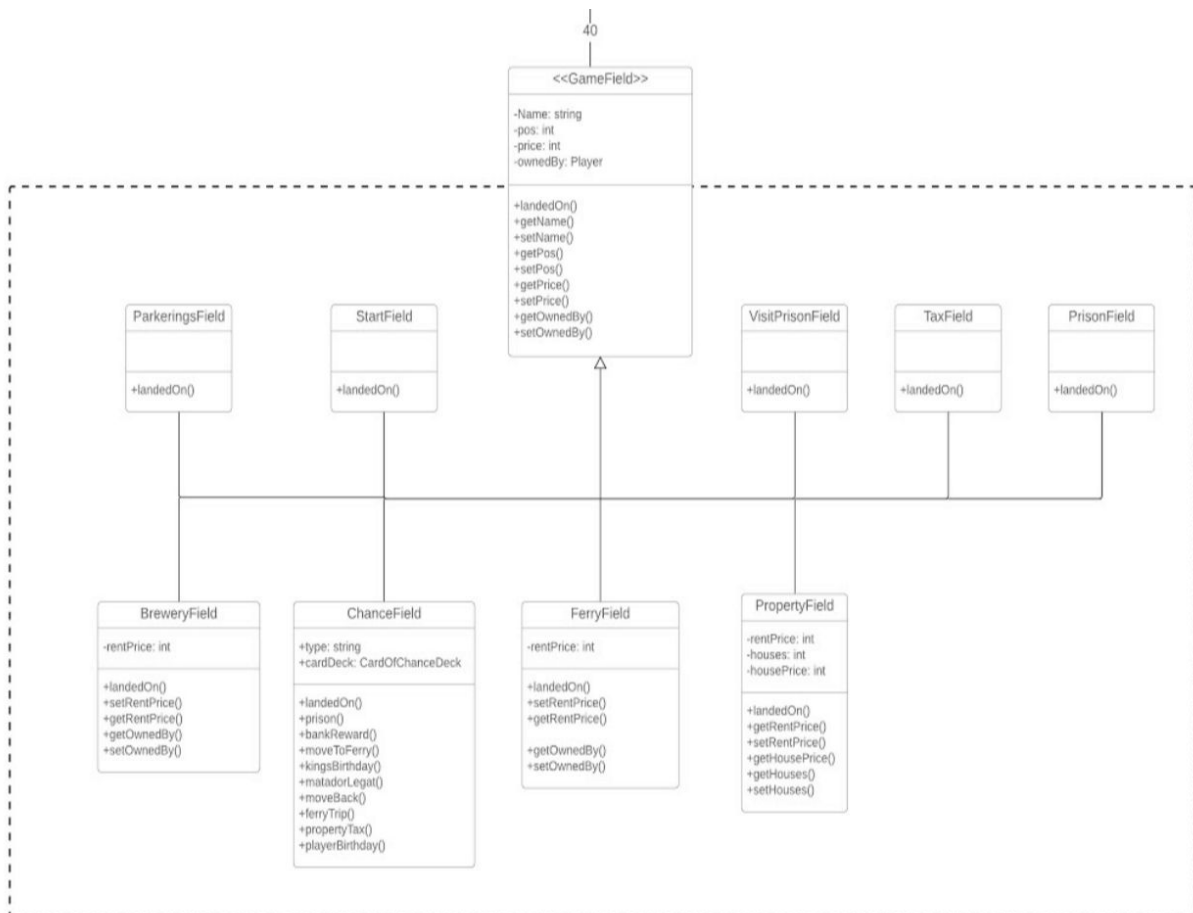 40
<<GameField>>
-Name: string
-pos: int
-price: int
-ownedBy: Player
+landedOn()
+getName()
+setName()
+getPos()
+setPos()
+getPrice()
+setPrice()
+getOwnedBy()
+setOwnedBy()
ParkeringsField
+landedOn()
StartField
+landedOn()
VisitPrisonField
+landedOn()
TaxField
+landedOn()
PrisonField
+landedOn()
BreweryField
-rentPrice: int
+landedOn()
+setRentPrice()
+getRentPrice()
+getOwnedBy()
+setOwnedBy()
ChanceField
+type: string
+cardDeck: CardOfChanceDeck
+landedOn()
+prison()
+bankReward()
+moveToFerry()
+kingsBirthday()
+matadorLegat()
+moveBack()
+ferryTrip()
+propertyTax()
+playerBirthday()
FerryField
-rentPrice: int
+landedOn()
+setRentPrice()
+getRentPrice()
+getOwnedBy()
+setOwnedBy()
PropertyField
-rentPrice: int
-houses: int
-housePrice: int
+landedOn()
+getRentPrice()
+setRentPrice()
+getHousePrice()
+getHouses()
+setHouses()